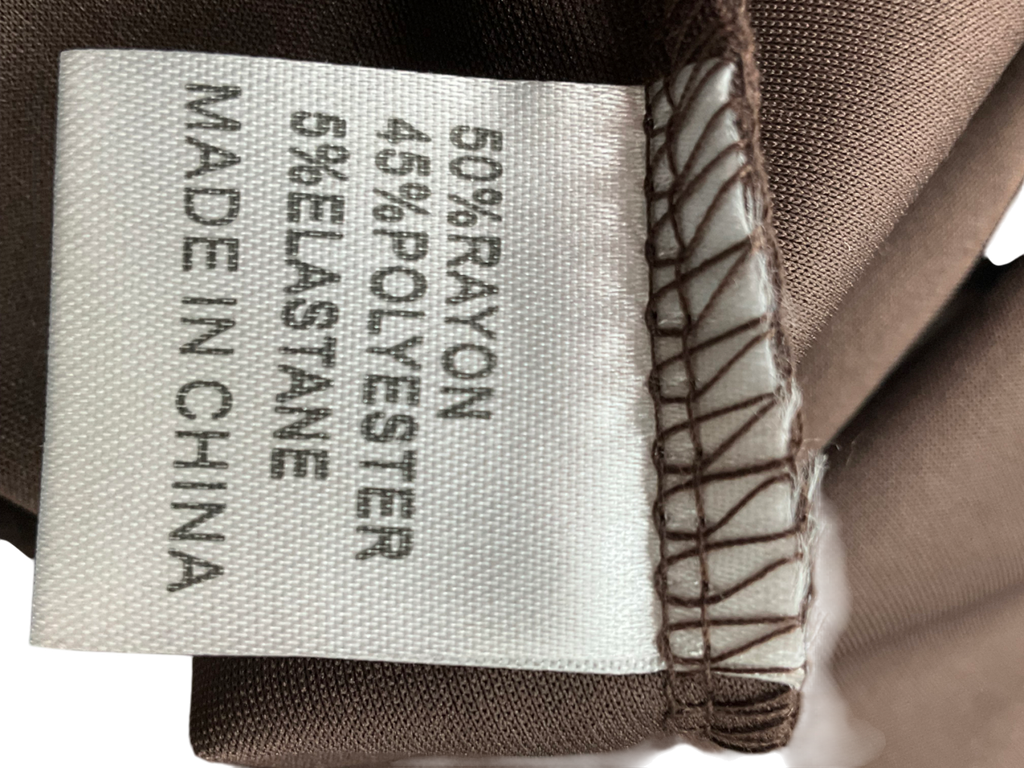 50%RAYON
45%POLYESTER
5%ELASTANE
MADE IN CHINA